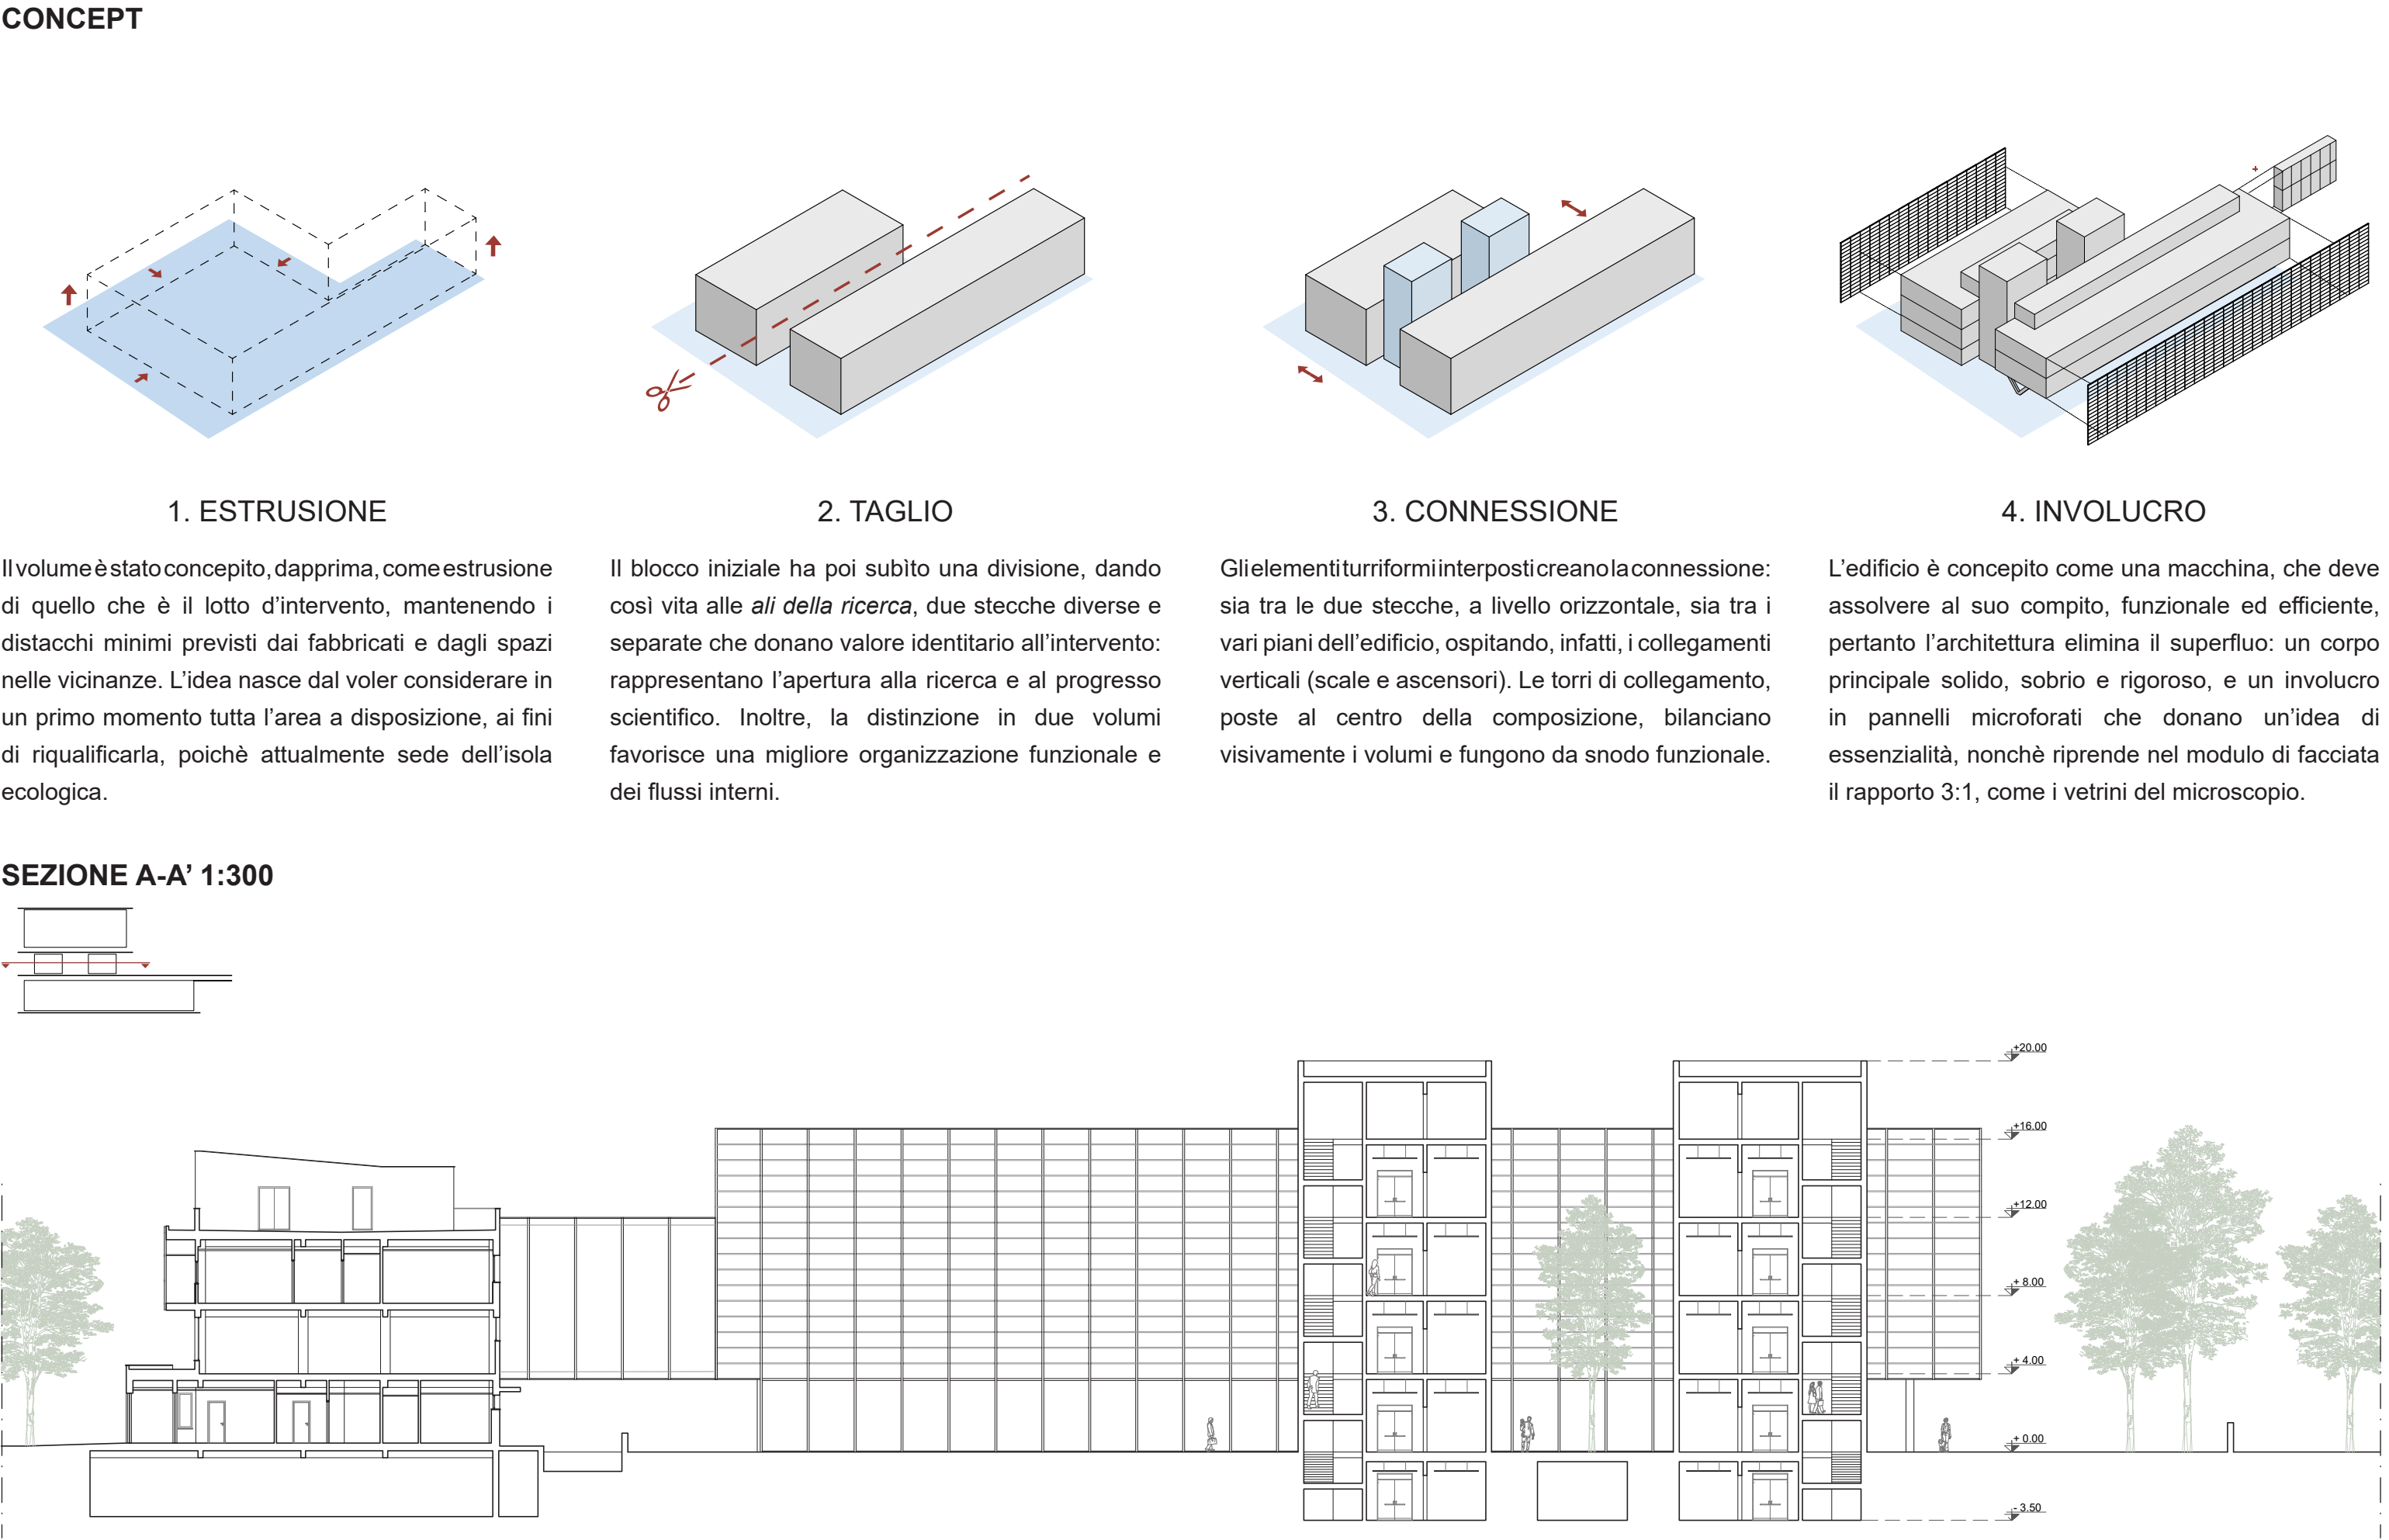 CONCEPT
1. ESTRUSIONE
Il volume è stato concepito, dapprima, come estrusione
di quello che è il lotto d’intervento, mantenendo i
distacchi minimi previsti dai fabbricati e dagli spazi
nelle vicinanze. L’idea nasce dal voler considerare in
un primo momento tutta l’area a disposizione, ai fini
di riqualificarla, poichè attualmente sede dell’isola
ecologica.
2. TAGLIO
Il blocco iniziale ha poi subìto una divisione, dando
così vita alle ali della ricerca, due stecche diverse e
separate che donano valore identitario all’intervento:
rappresentano l’apertura alla ricerca e al progresso
scientifico. Inoltre, la distinzione in due volumi
favorisce una migliore organizzazione funzionale e
dei flussi interni.
3. CONNESSIONE
Gli elementi turriformi interposti creano la connessione:
sia tra le due stecche, a livello orizzontale, sia tra i
vari piani dell’edificio, ospitando, infatti, i collegamenti
verticali (scale e ascensori). Le torri di collegamento,
poste al centro della composizione, bilanciano
visivamente i volumi e fungono da snodo funzionale.
4. INVOLUCRO
L’edificio è concepito come una macchina, che deve
assolvere al suo compito, funzionale ed efficiente,
pertanto l’architettura elimina il superfluo: un corpo
principale solido, sobrio e rigoroso, e un involucro
in pannelli microforati che donano un’idea di
essenzialità, nonchè riprende nel modulo di facciata
il rapporto 3:1, come i vetrini del microscopio.
SEZIONE A-A’ 1:300
+20.00
+16.00
+12.00
+ 8.00
+ 4.00
+ 0.00
- 3.50